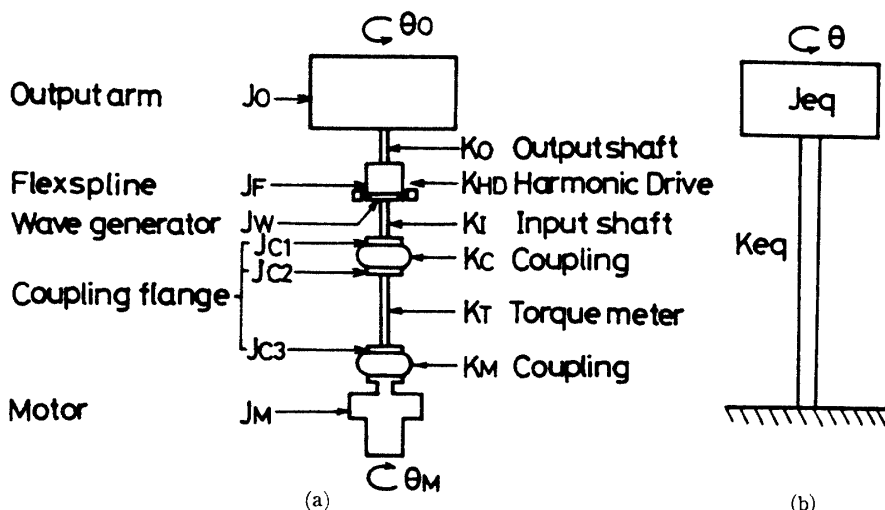 θO
Output arm JO
KO Output shaft
Flexspline JF KHD Harmonic Drive
Wave generator JW KI Input shaft
JC1 KC Coupling
JC2
Coupling flange
KT Torque meter
JC3 KM Coupling
Motor JM
θM
(a)
θ
Jeq
Keq
(b)